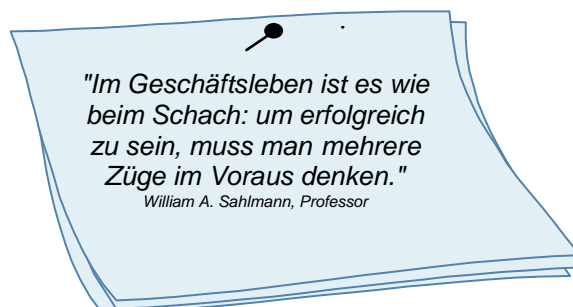 "Im Geschäftsleben ist es wie
beim Schach: um erfolgreich
zu sein, muss man mehrere
Züge im Voraus denken."
William A. Sahlmann, Professor